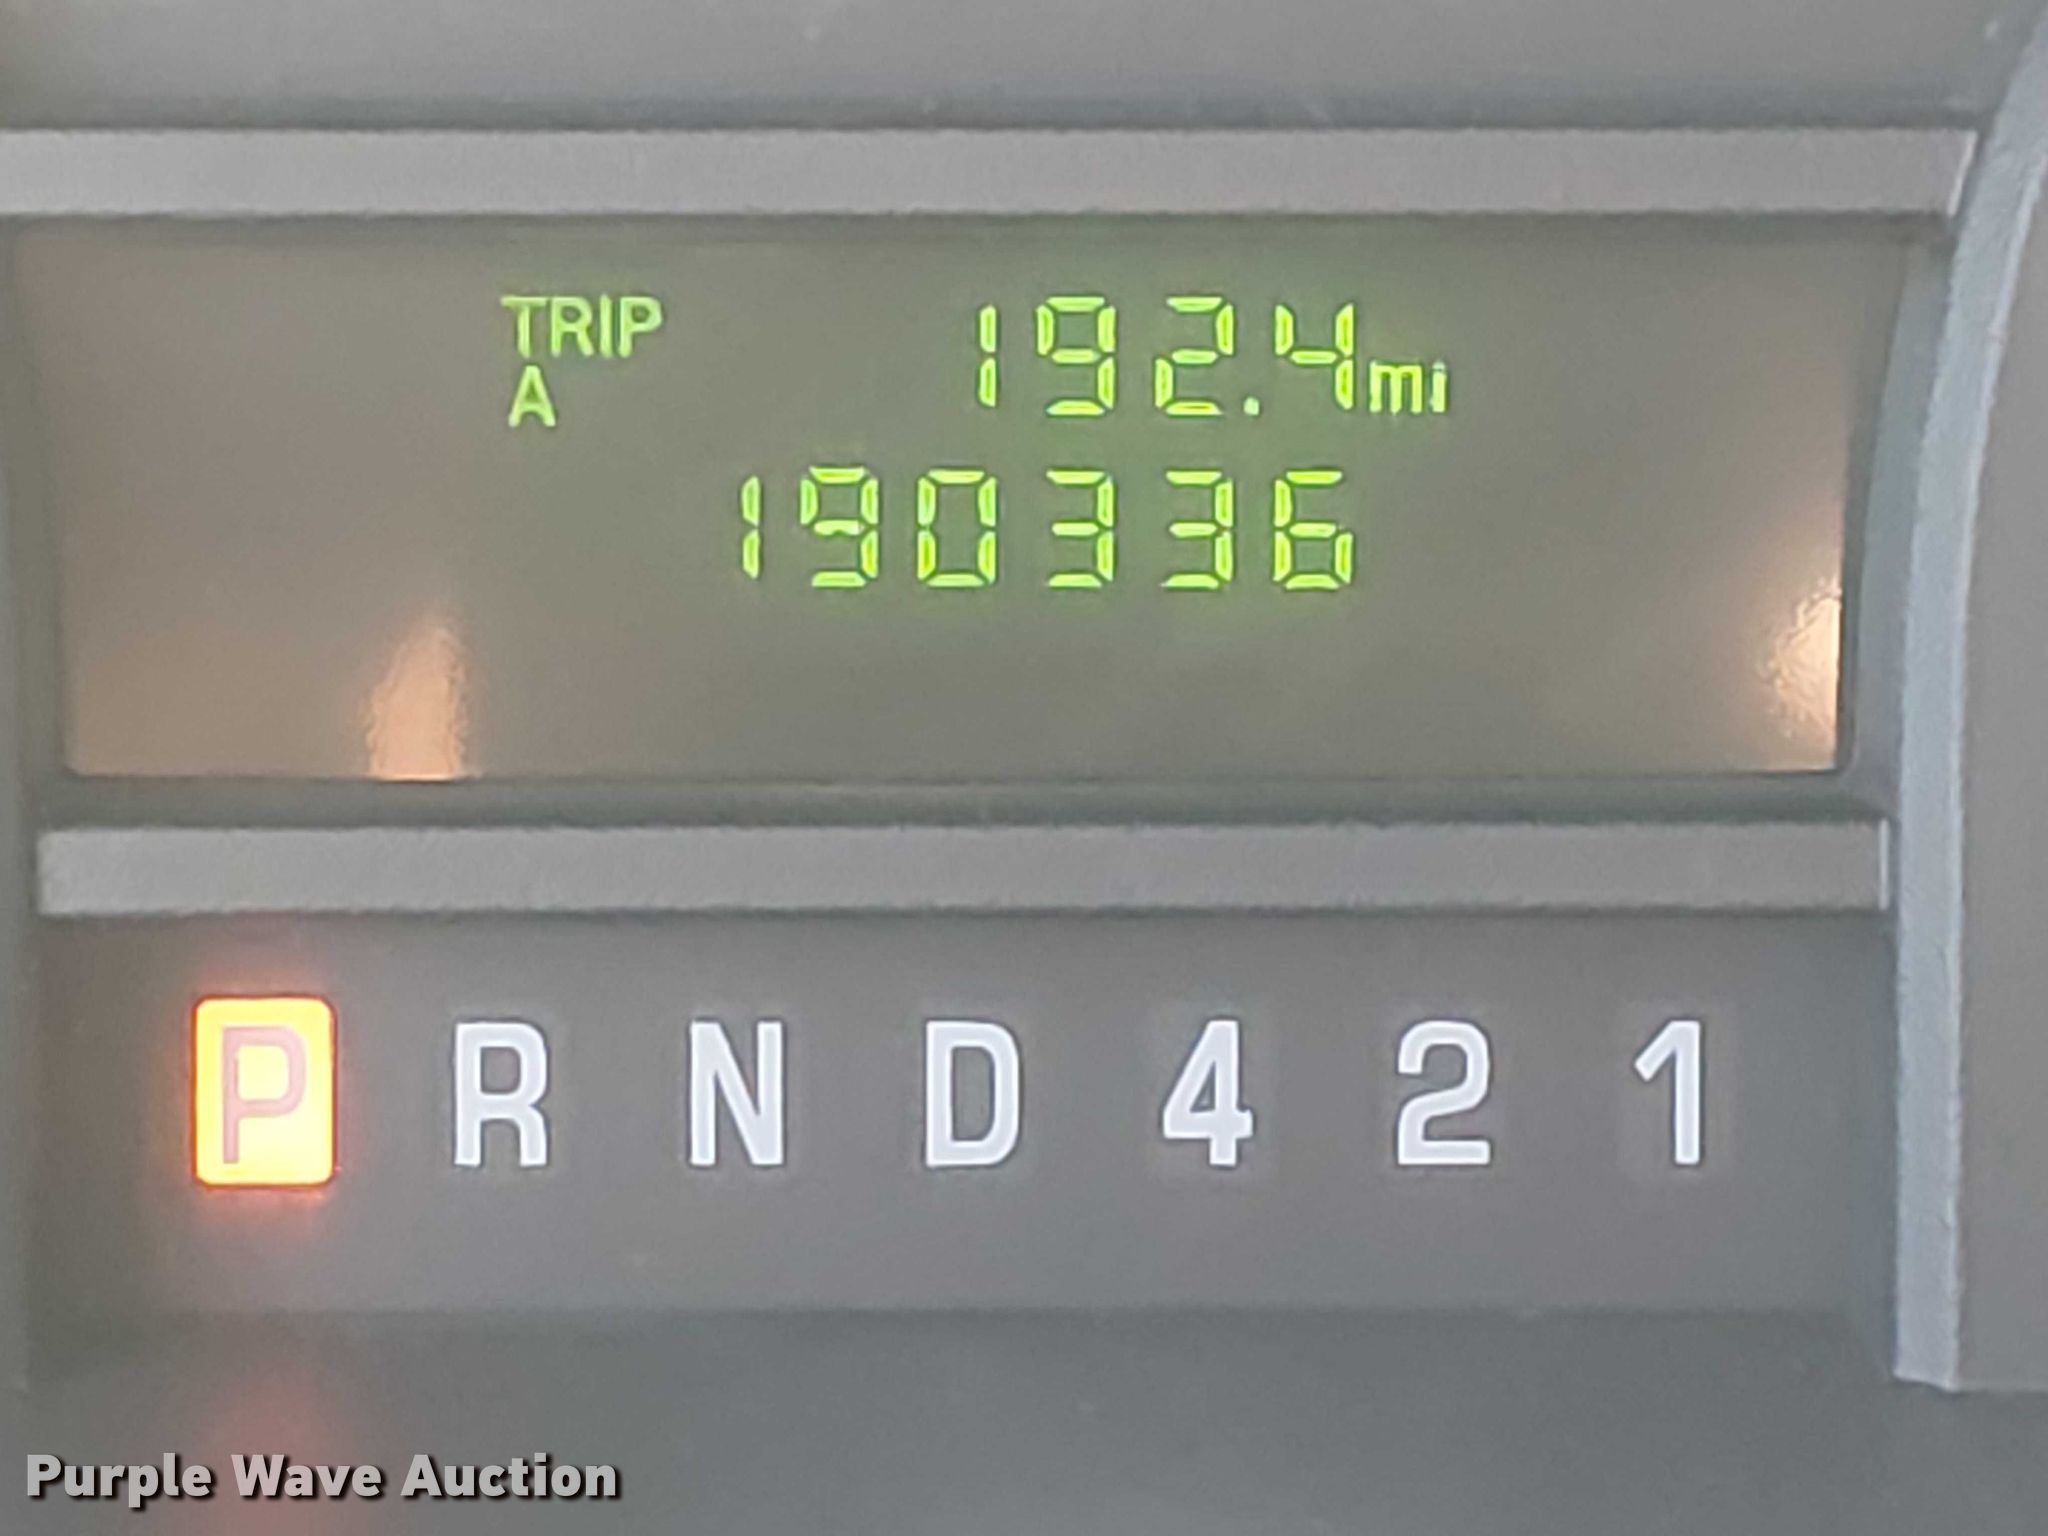 TRIP 192.4mi
A
190336
P R N D 4 2 1
Purple Wave Auction